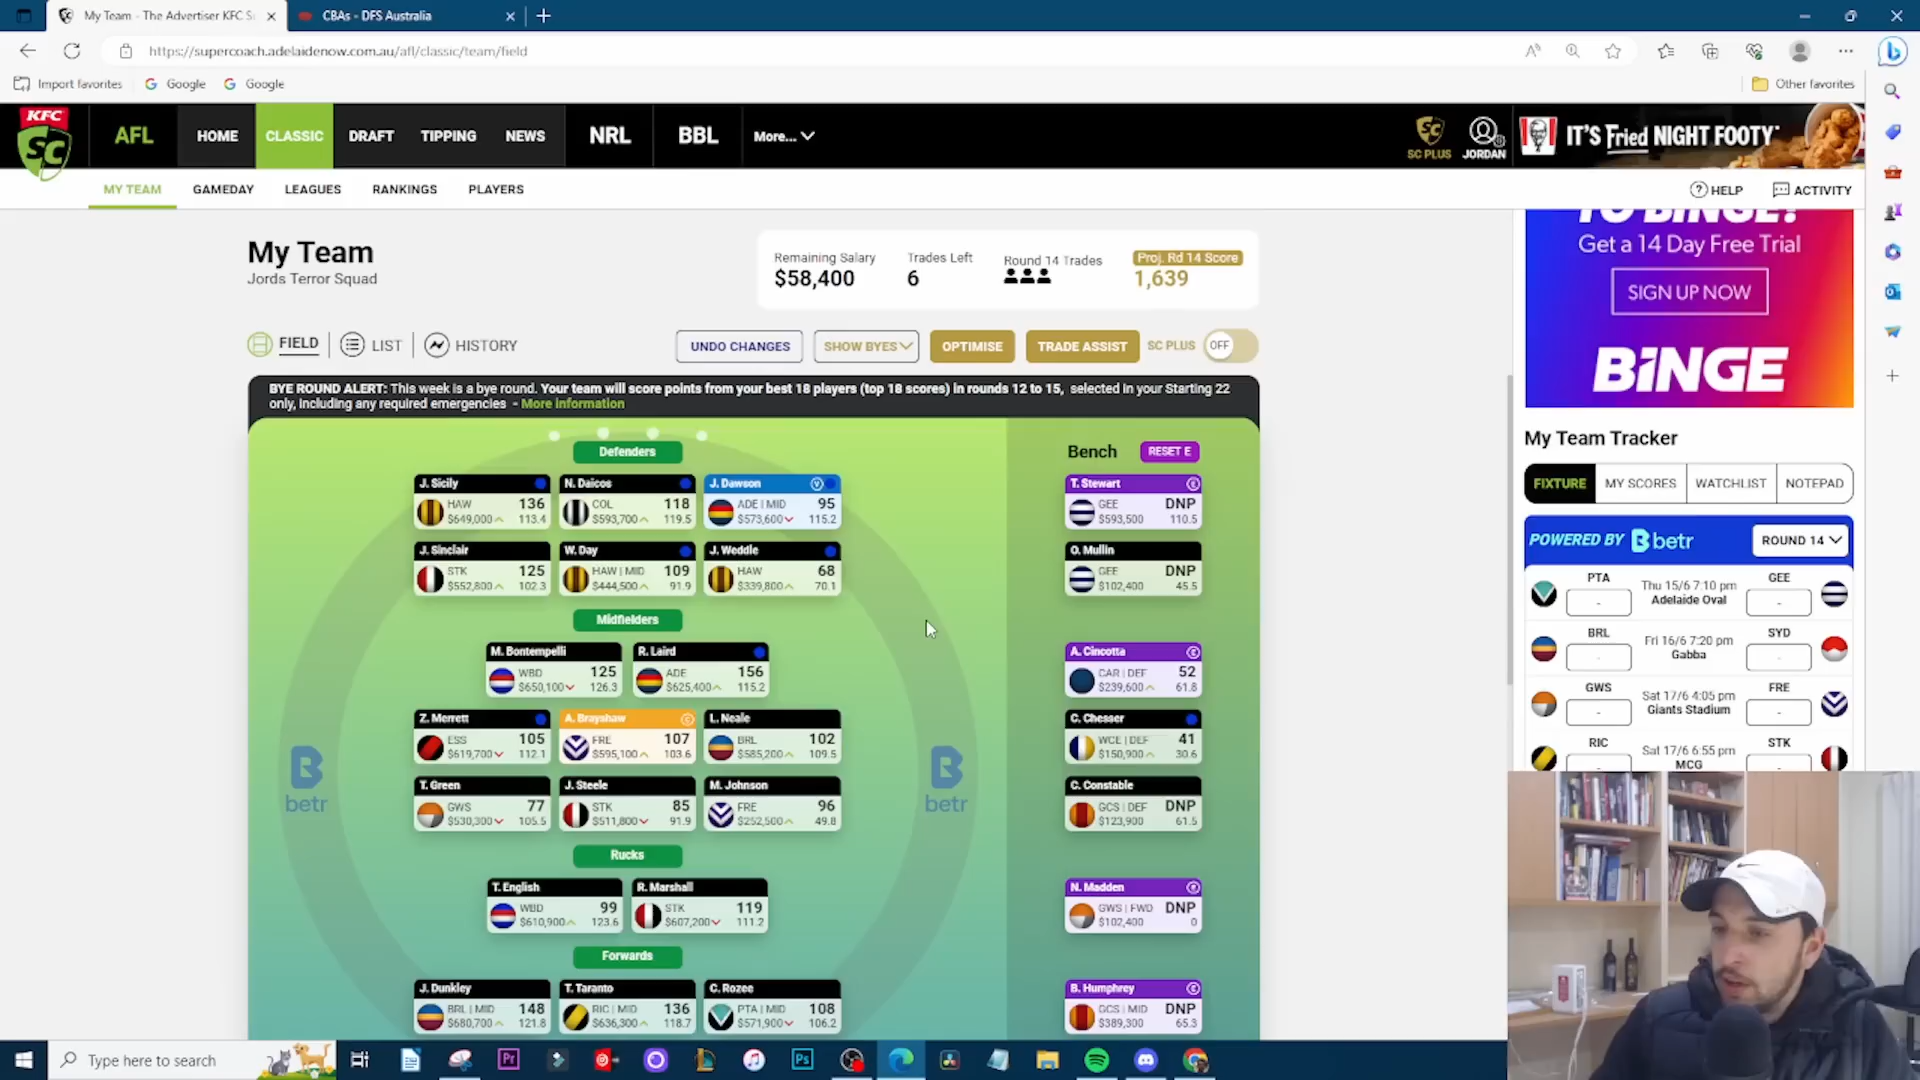 My Team - The Advertiser KFC S
CBAs - DFS Australia
https://supercoach.adelaidenow.com.au/afl/classic/team/field
Import favorites
Google
Google
Other favorites
KFC
SC
AFL
HOME
CLASSIC
DRAFT
TIPPING
NEWS
NRL
BBL
More...
SC PLUS
JORDAN
IT'S Fried NIGHT FOOTY
MY TEAM
GAMEDAY
LEAGUES
RANKINGS
PLAYERS
HELP
ACTIVITY
My Team
Jords Terror Squad
Remaining Salary
$58,400
Trades Left
6
Round 14 Trades
Proj. Rd 14 Score
1,639
FIELD
LIST
HISTORY
UNDO CHANGES
SHOW BYES
OPTIMISE
TRADE ASSIST
SC PLUS
OFF
BYE ROUND ALERT: This week is a bye round. Your team will score points from your best 18 players (top 18 scores) in rounds 12 to 15, selected in your Starting 22
only, including any required emergencies - More information
Defenders
Bench
RESET E
J. Sicily
HAW 136
$649,000 113.4
N. Daicos
COL 118
$593,700 119.5
J. Dawson V
ADE | MID 95
$573,600 115.2
T. Stewart E
GEE DNP
$593,500 110.5
J. Sinclair
STK 125
$552,800 102.3
W. Day
HAW | MID 109
$444,500 91.9
J. Weddle
HAW 68
$339,800 70.1
O. Mullin
GEE DNP
$102,400 45.5
Midfielders
M. Bontempelli
WBD 125
$650,100 126.3
R. Laird
ADE 156
$625,400 115.2
A. Cincotta E
CAR | DEF 52
$239,600 61.8
Z. Merrett
ESS 105
$619,700 112.1
A. Brayshaw C
FRE 107
$595,100 103.6
L. Neale
BRL 102
$585,200 109.5
C. Chesser
WCE | DEF 41
$150,900 30.6
T. Green
GWS 77
$530,300 105.5
J. Steele
STK 85
$511,800 91.9
M. Johnson
FRE 96
$252,500 49.8
C. Constable
GCS | DEF DNP
$123,900 61.5
betr
betr
Rucks
T. English
WBD 99
$610,900 123.6
R. Marshall
STK 119
$607,200 111.2
N. Madden E
GWS | FWD DNP
$102,400 0
Forwards
J. Dunkley
BRL | MID 148
$680,700 121.8
T. Taranto
RIC | MID 136
$636,300 118.7
C. Rozee
PTA | MID 108
$571,900 106.2
B. Humphrey E
GCS | MID DNP
$389,300 65.3
TO BINGE?
Get a 14 Day Free Trial
SIGN UP NOW
BINGE
My Team Tracker
FIXTURE
MY SCORES
WATCHLIST
NOTEPAD
POWERED BY betr
ROUND 14
PTA
Thu 15/6 7:10 pm
Adelaide Oval
GEE
-
-
BRL
Fri 16/6 7:20 pm
Gabba
SYD
GWS
Sat 17/6 4:05 pm
Giants Stadium
FRE
-
-
RIC
Sat 17/6 6:55 pm
MCG
STK
Type here to search
Pr
Ps